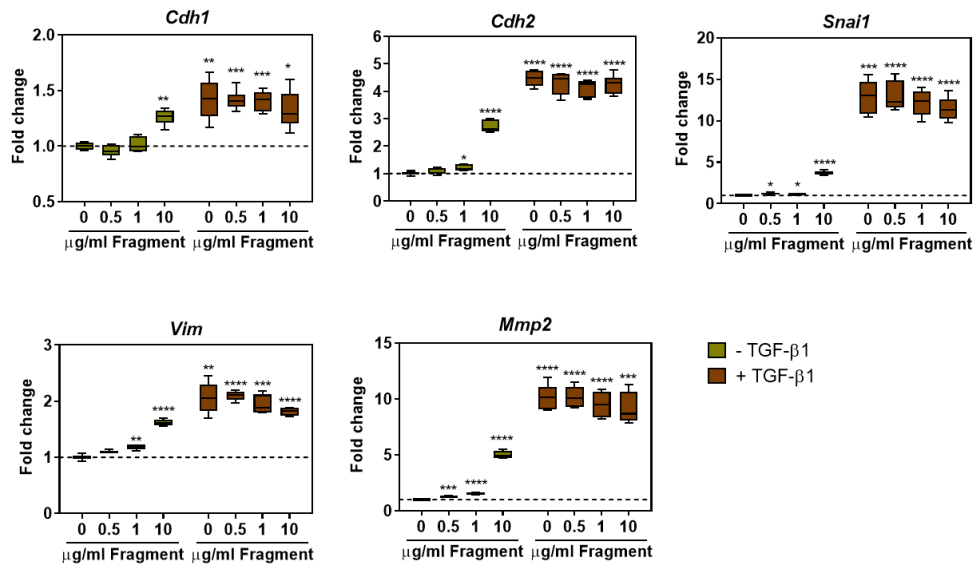 Cdh1
Fold change
2.0
1.5
1.0
0.5
** *** *** *
**
0 0.5 1 10 0 0.5 1 10
μg/ml Fragment μg/ml Fragment
Cdh2
Fold change
6
5
4
3
2
1
0
**** **** **** ****
****
*
0 0.5 1 10 0 0.5 1 10
μg/ml Fragment μg/ml Fragment
Snai1
Fold change
20
15
10
5
0
*** *** **** ****
****
* *
0 0.5 1 10 0 0.5 1 10
μg/ml Fragment μg/ml Fragment
Vim
Fold change
3
2
1
0
** **** *** ****
****
**
0 0.5 1 10 0 0.5 1 10
μg/ml Fragment μg/ml Fragment
Mmp2
Fold change
15
10
5
0
**** **** **** ***
****
*** ****
0 0.5 1 10 0 0.5 1 10
μg/ml Fragment μg/ml Fragment
- TGF-β1
+ TGF-β1